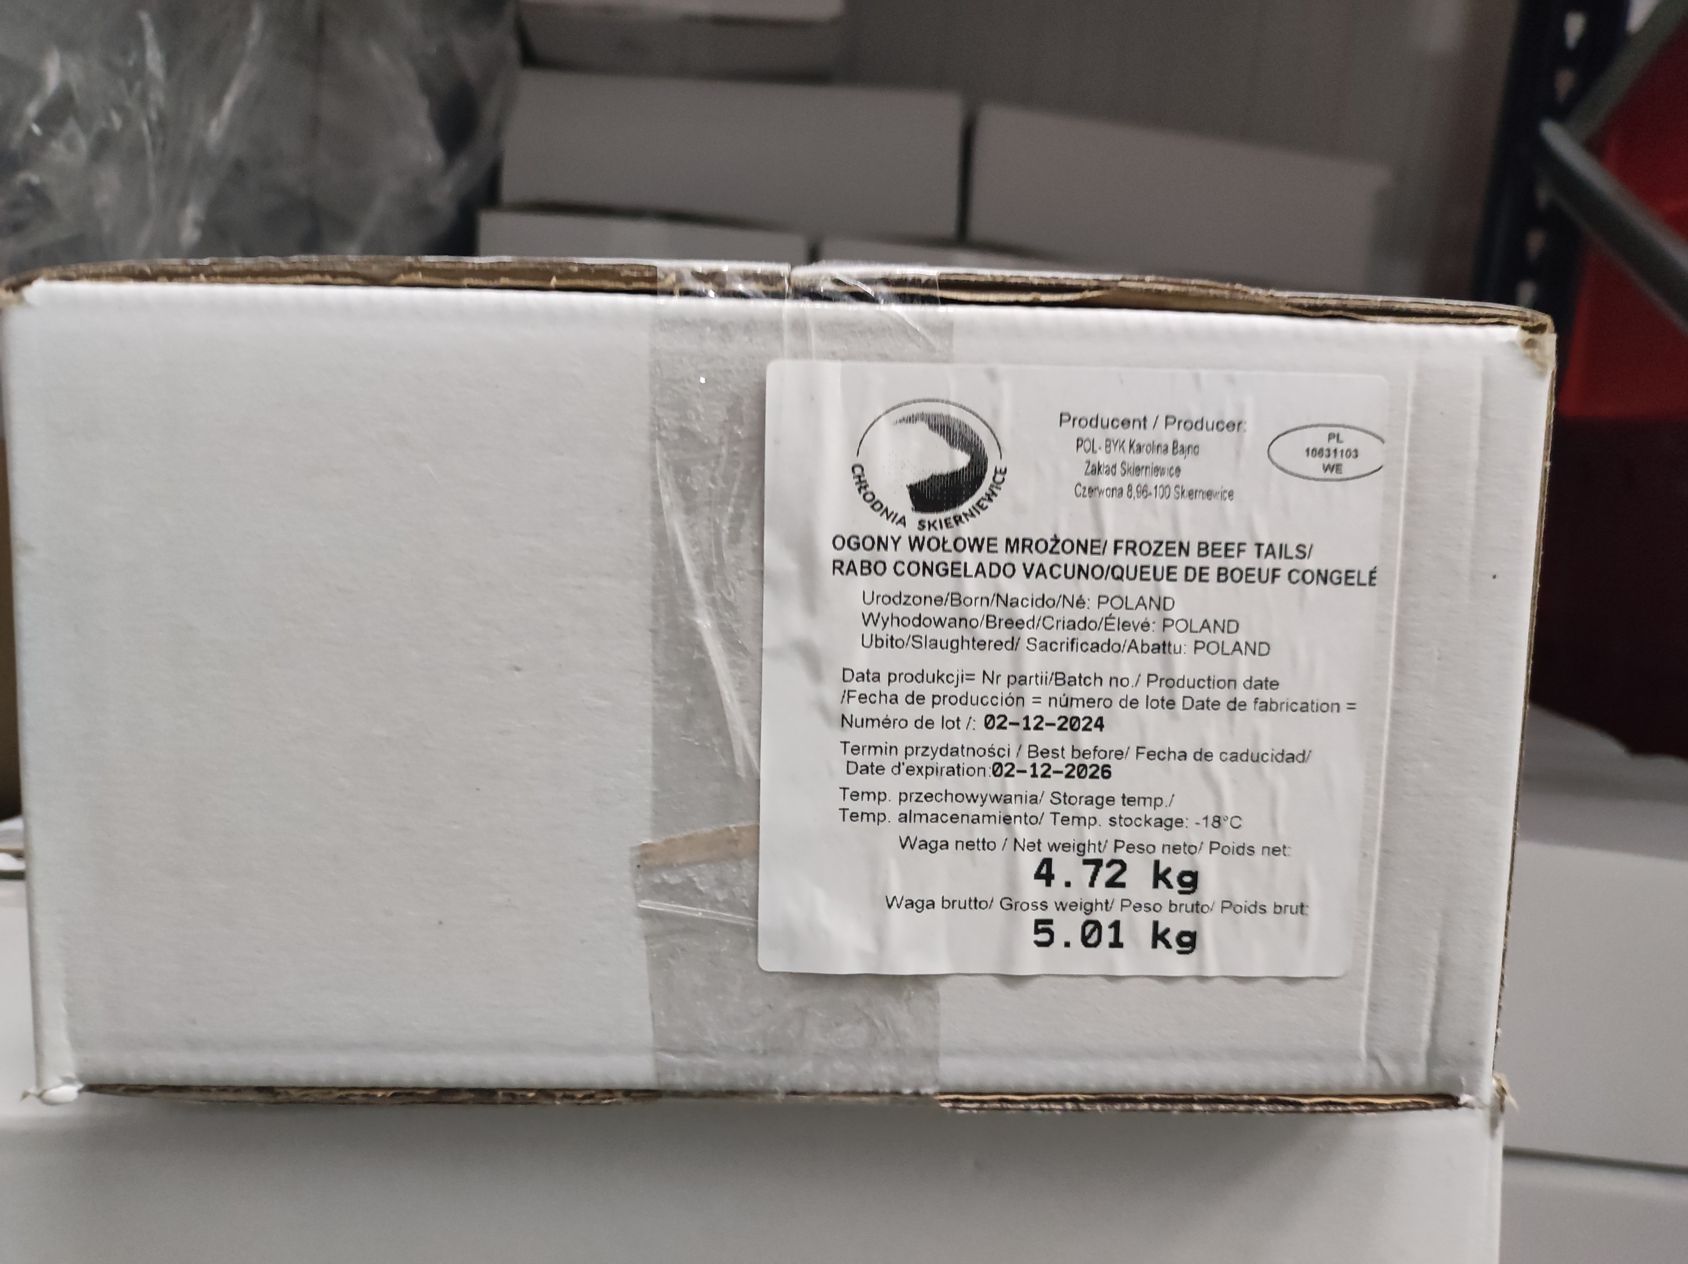 CHŁODNIA SKIERNIEWICE
Producent / Producer:
POL- BYK Karolina Bajno
Zakład Skierniewice
Czerwona 8,96-100 Skierniewice
PL
10631103
WE
OGONY WOŁOWE MROŻONE/ FROZEN BEEF TAILS/
RABO CONGELADO VACUNO/QUEUE DE BOEUF CONGELÉ
Urodzone/Born/Nacido/Né: POLAND
Wyhodowano/Breed/Criado/Élevé: POLAND
Ubito/Slaughtered/ Sacrificado/Abattu: POLAND
Data produkcji= Nr partii/Batch no./ Production date
/Fecha de producción = número de lote Date de fabrication =
Numéro de lot /: 02-12-2024
Termin przydatności / Best before/ Fecha de caducidad/
Date d'expiration:02-12-2026
Temp. przechowywania/ Storage temp./
Temp. almacenamiento/ Temp. stockage: -18°C
Waga netto / Net weight/ Peso neto/ Poids net:
4.72 kg
Waga brutto/ Gross weight/ Peso bruto/ Poids brut:
5.01 kg